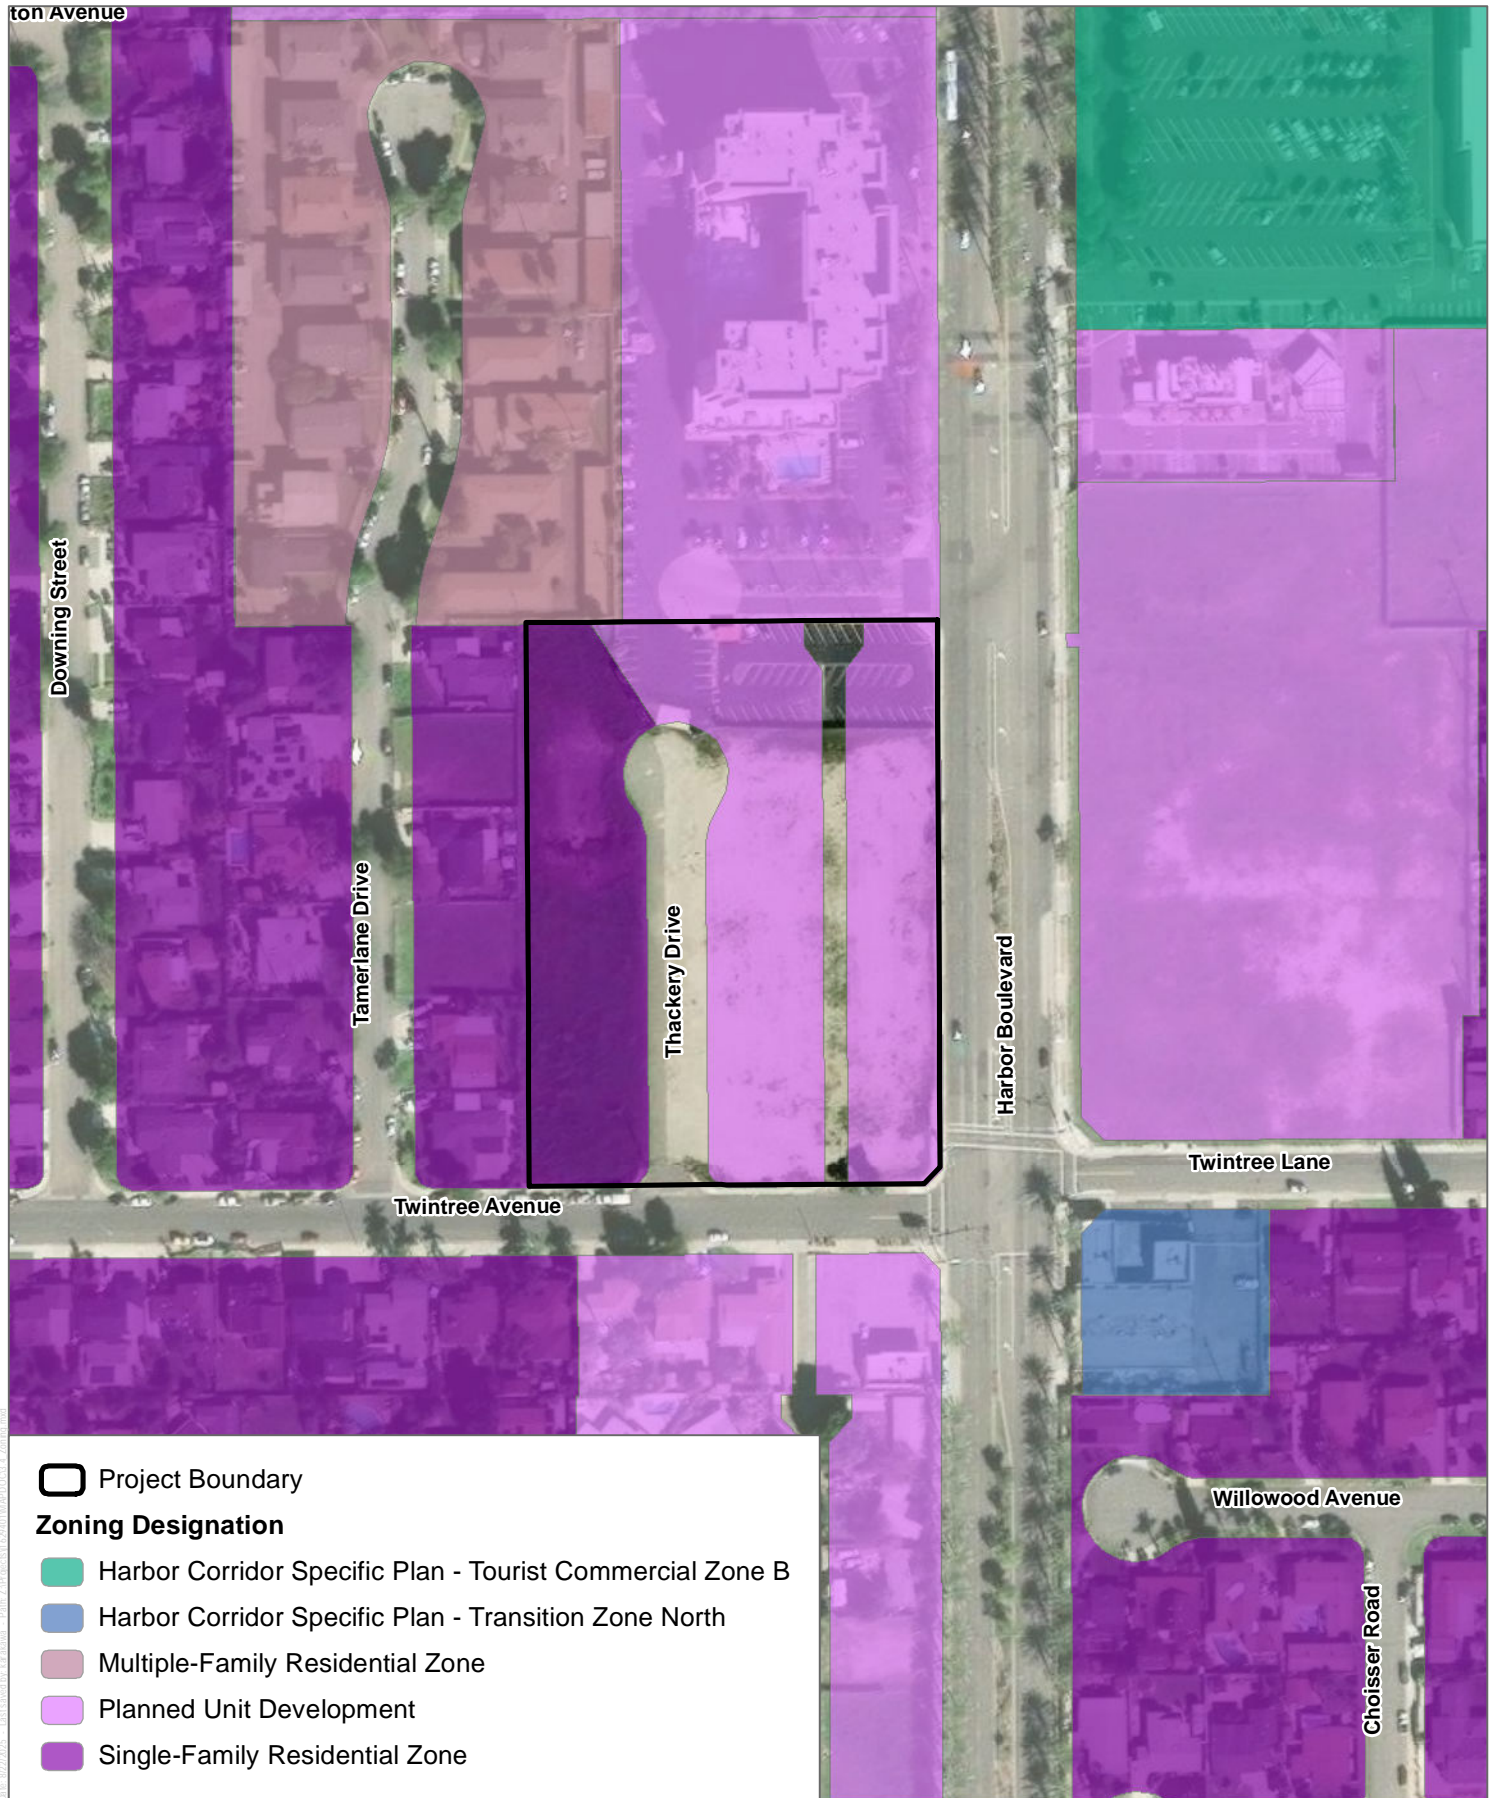 ton Avenue
Downing Street
Tamerlane Drive
Thackery Drive
Harbor Boulevard
Twintree Lane
Twintree Avenue
Willowood Avenue
Choisser Road
Project Boundary
Zoning Designation
Harbor Corridor Specific Plan - Tourist Commercial Zone B
Harbor Corridor Specific Plan - Transition Zone North
Multiple-Family Residential Zone
Planned Unit Development
Single-Family Residential Zone